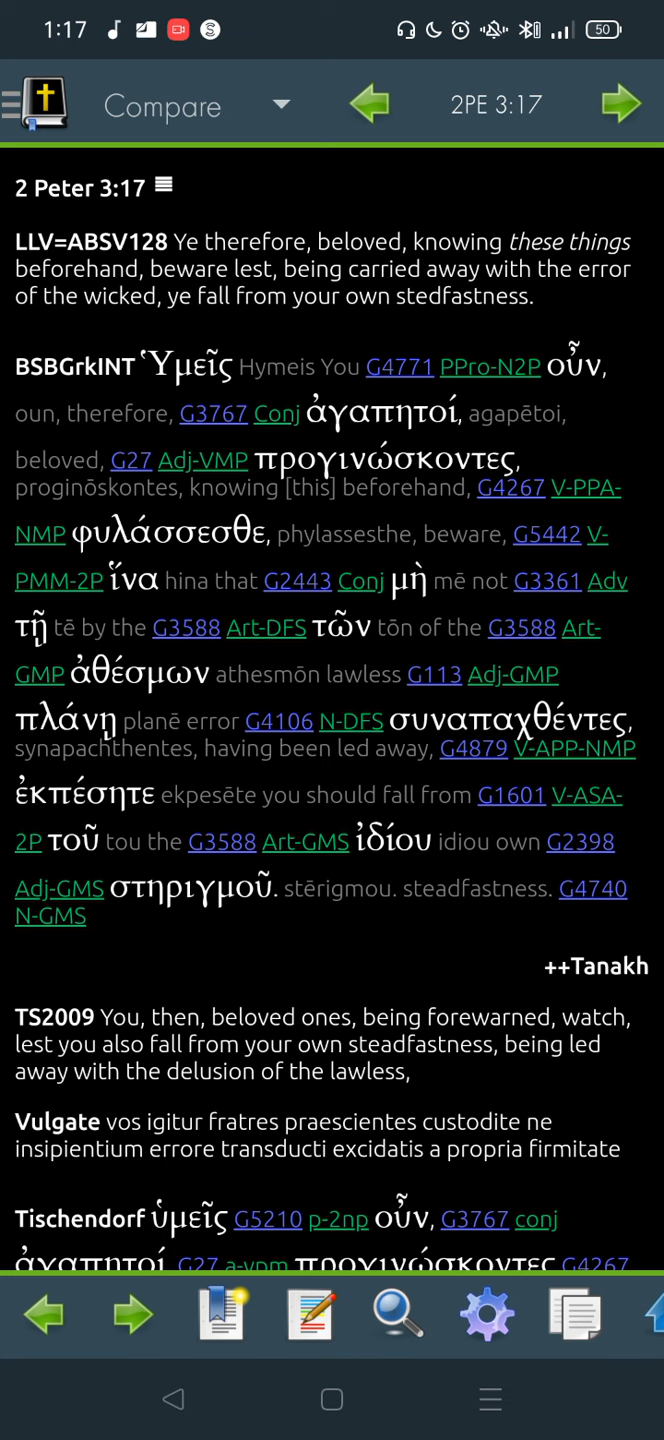 1:17
50
Compare
2PE 3:17
2 Peter 3:17
LLV=ABSV128 Ye therefore, beloved, knowing these things
beforehand, beware lest, being carried away with the error
of the wicked, ye fall from your own stedfastness.
BSBGrkINT Ὑμεῖς Hymeis You G4771 PPro-N2P οὖν,
oun, therefore, G3767 Conj ἀγαπητοί, agapētoi,
beloved, G27 Adj-VMP προγινώσκοντες,
proginōskontes, knowing [this] beforehand, G4267 V-PPA-
NMP φυλάσσεσθε, phylassesthe, beware, G5442 V-
PMM-2P ἵνα hina that G2443 Conj μὴ mē not G3361 Adv
τῇ tē by the G3588 Art-DFS τῶν tōn of the G3588 Art-
GMP ἀθέσμων athesmōn lawless G113 Adj-GMP
πλάνῃ planē error G4106 N-DFS συναπαχθέντες,
synapachthentes, having been led away, G4879 V-APP-NMP
ἐκπέσητε ekpesēte you should fall from G1601 V-ASA-
2P τοῦ tou the G3588 Art-GMS ἰδίου idiou own G2398
Adj-GMS στηριγμοῦ. stērigmou. steadfastness. G4740
N-GMS
++Tanakh
TS2009 You, then, beloved ones, being forewarned, watch,
lest you also fall from your own steadfastness, being led
away with the delusion of the lawless,
Vulgate vos igitur fratres praescientes custodite ne
insipientium errore transducti excidatis a propria firmitate
Tischendorf ὑμεῖς G5210 p-2np οὖν, G3767 conj
ἀγαπητοί, G27 a-vpm προγινώσκοντες G4267